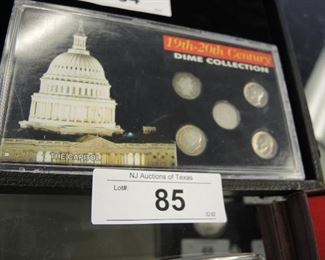 19th-20th Century
DIME COLLECTION
THE CAPITOL
NJ Auctions of Texas
Lot#:
85